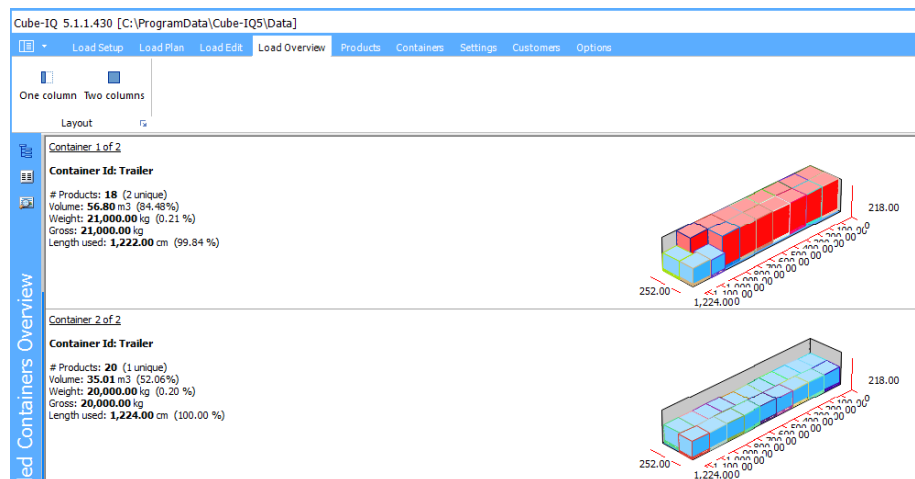 Cube-IQ 5.1.1.430 [C:\ProgramData\Cube-IQ5\Data]
Load Setup Load Plan Load Edit Load Overview Products Containers Settings Customers Options
One column Two columns
Layout
Container 1 of 2
Container Id: Trailer
# Products: 18 (2 unique)
Volume: 56.80 m3 (84.48%)
Weight: 21,000.00 kg (0.21 %)
Gross: 21,000.00 kg
Length used: 1,222.00 cm (99.84 %)
218.00
252.00
1,224.000
Container 2 of 2
Container Id: Trailer
# Products: 20 (1 unique)
Volume: 35.01 m3 (52.06%)
Weight: 20,000.00 kg (0.20 %)
Gross: 20,000.00 kg
Length used: 1,224.00 cm (100.00 %)
218.00
252.00
1,224.00
ed Containers Overview